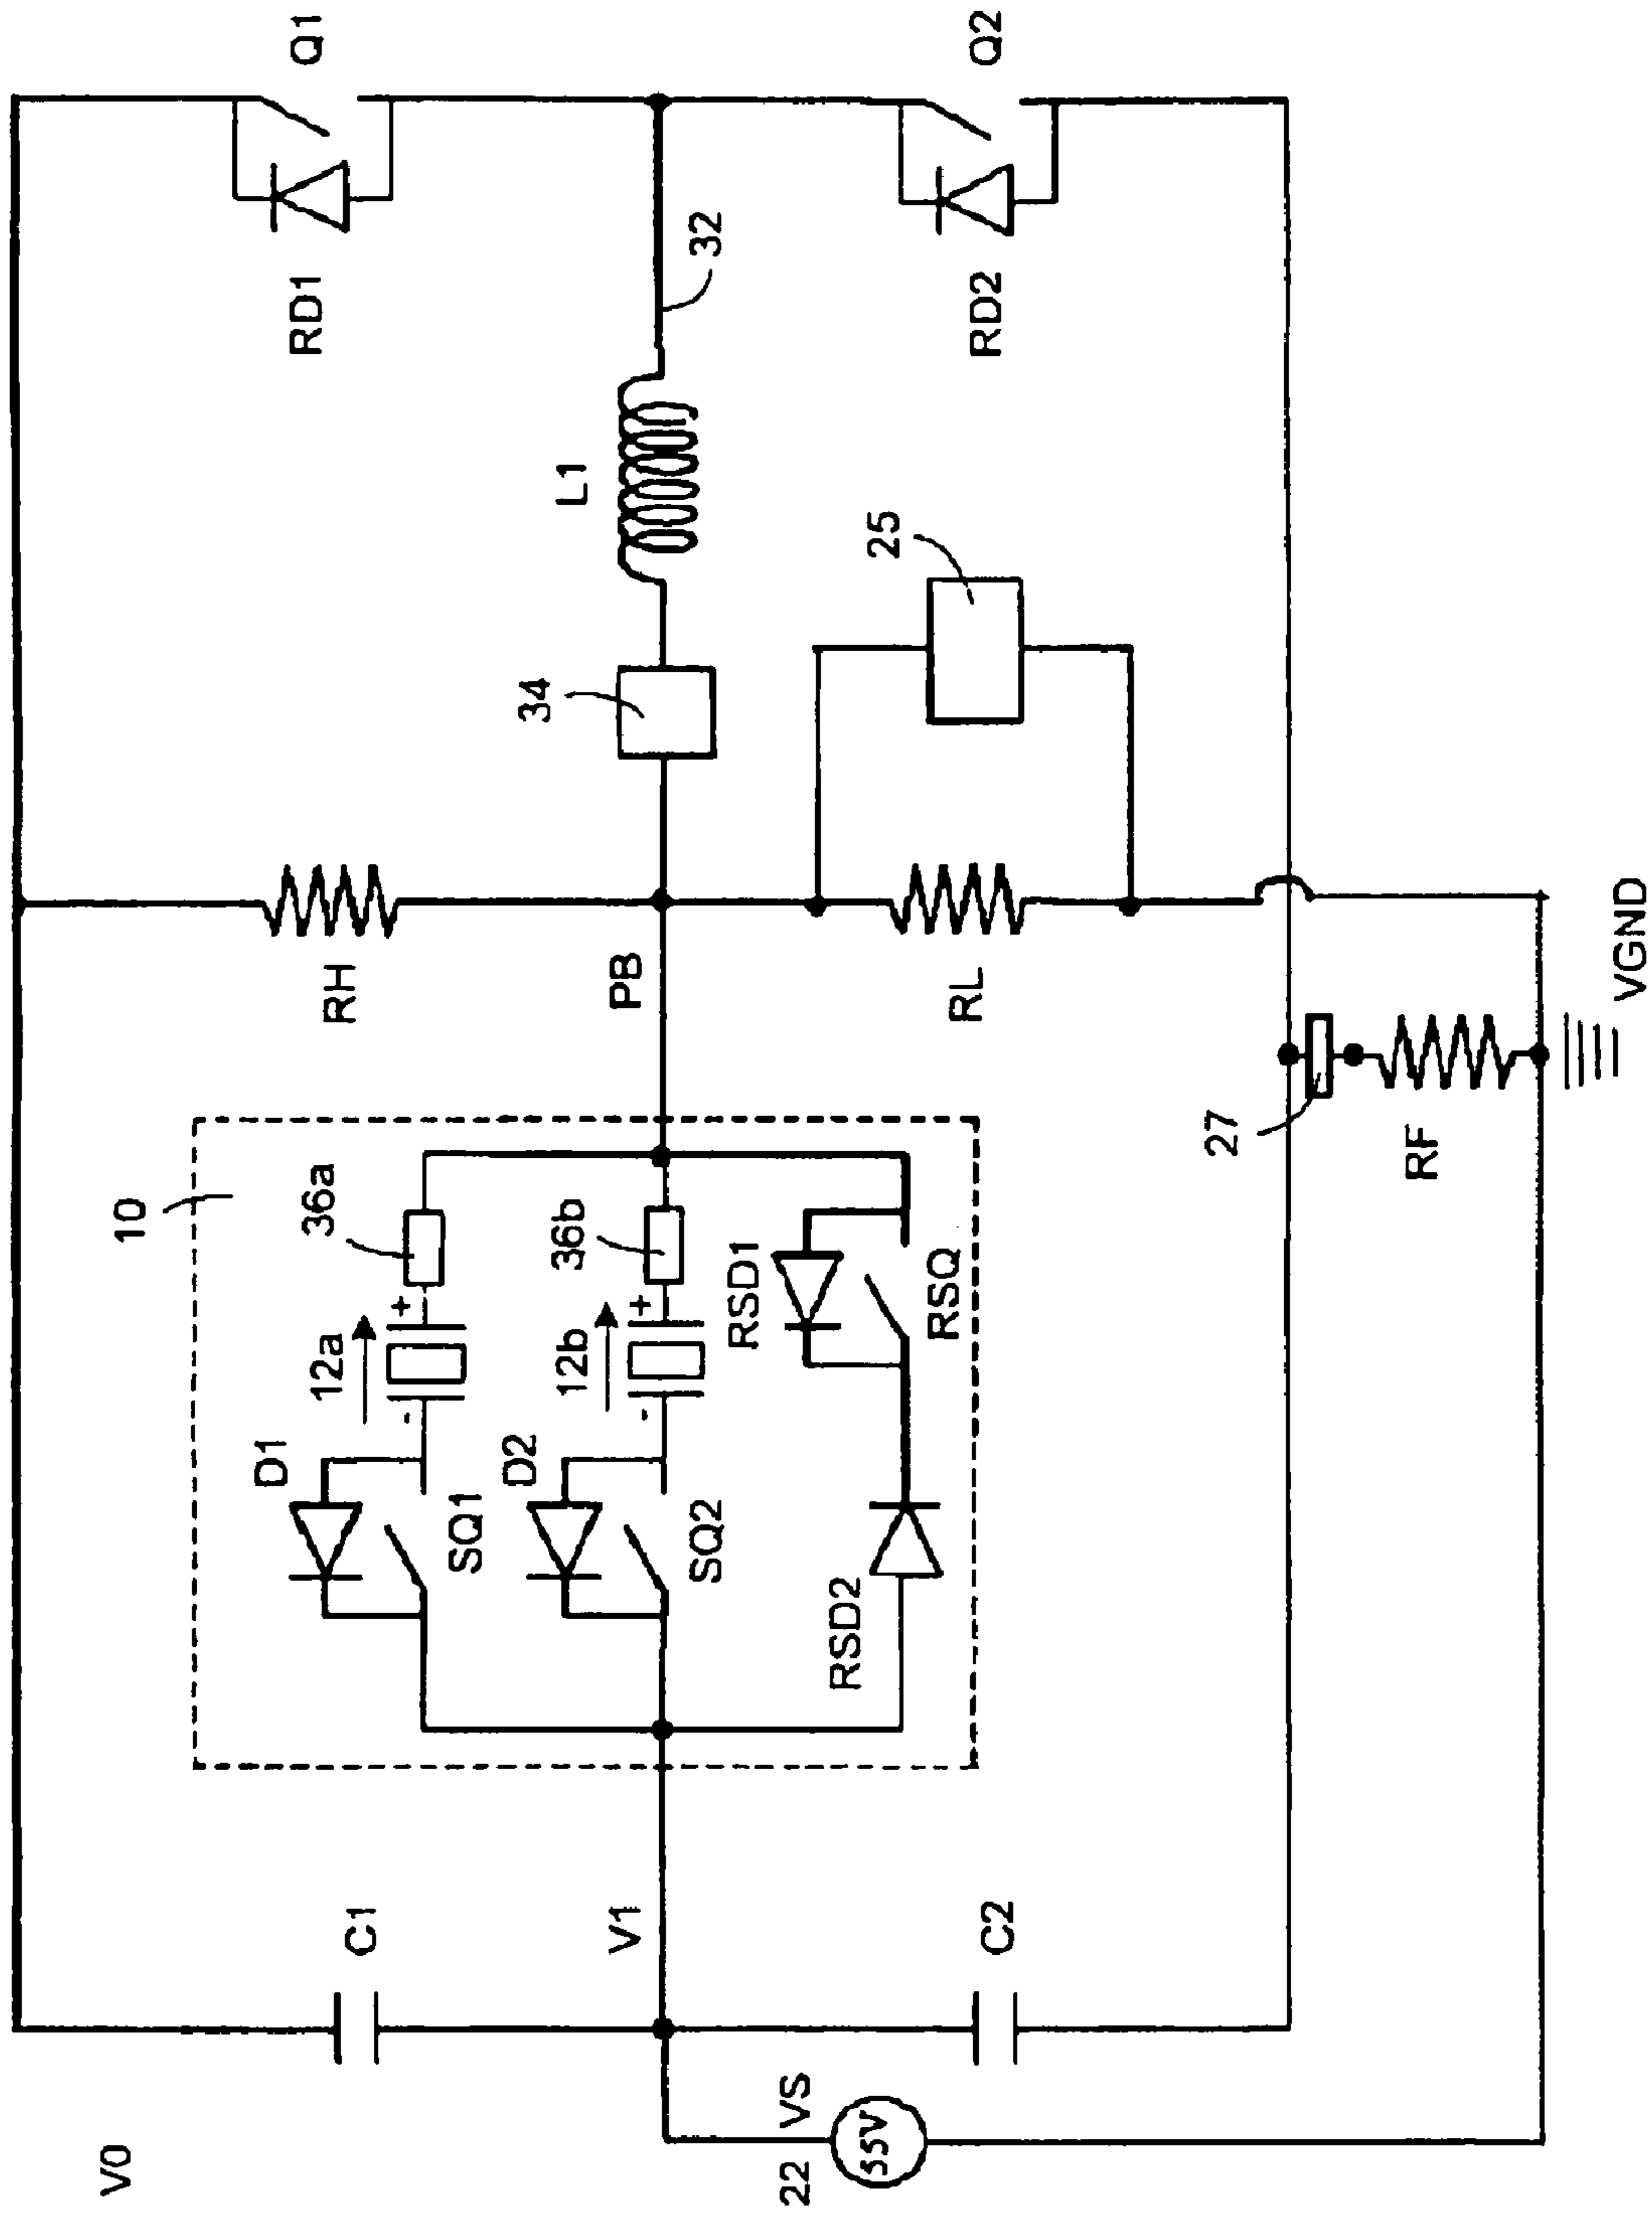 Q1
Q2
RD1
RD2
32
L1
25
34
RH
PB
RL
VGND
10
36a
36b
RSD1
RSQ
27
RF
12a
+
-
12b
+
-
D1
D2
SQ1
SQ2
RSD2
C1
V1
C2
V0
VS
22
55V